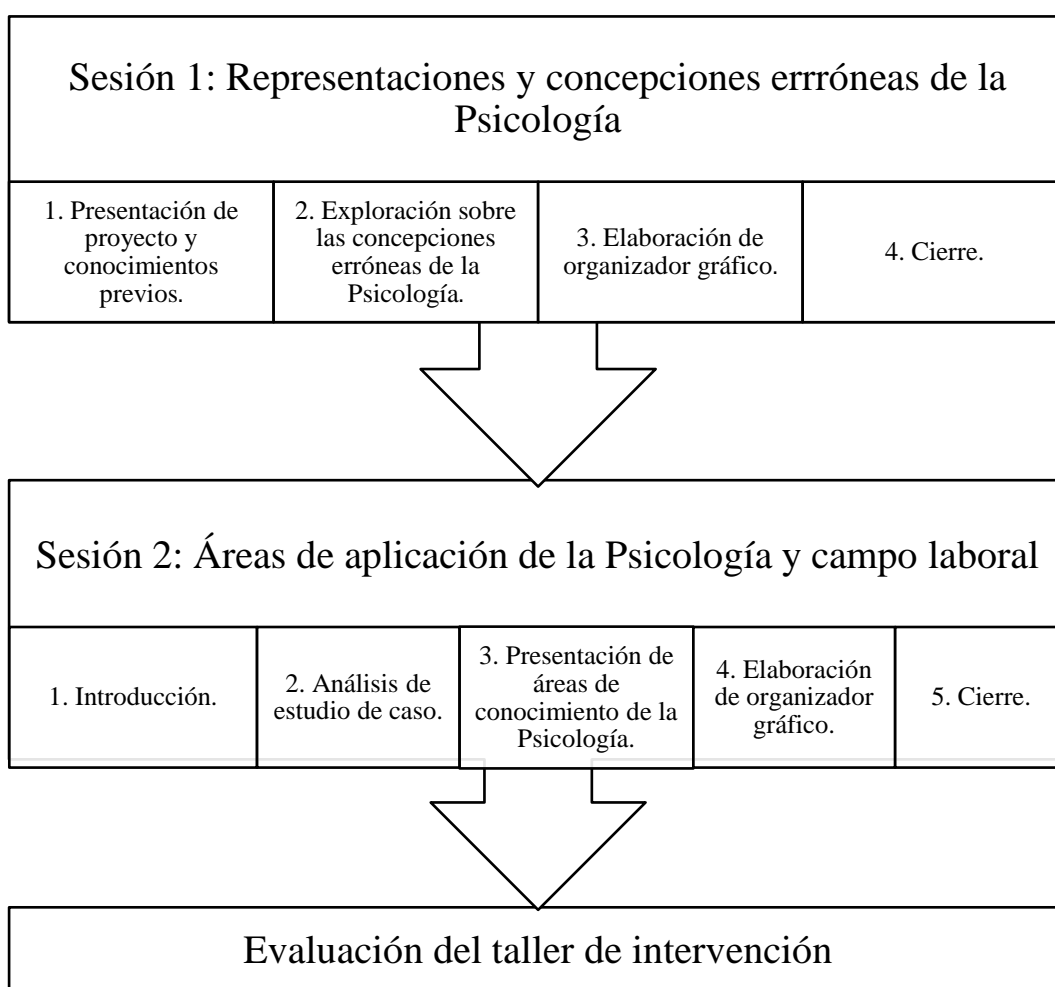 Sesión 1: Representaciones y concepciones errróneas de la
Psicología
1. Presentación de
proyecto y
conocimientos
previos.
2. Exploración sobre
las concepciones
erróneas de la
Psicología.
3. Elaboración de
organizador gráfico.
4. Cierre.
Sesión 2: Áreas de aplicación de la Psicología y campo laboral
1. Introducción.
2. Análisis de
estudio de caso.
3. Presentación de
áreas de
conocimiento de la
Psicología.
4. Elaboración
de organizador
gráfico.
5. Cierre.
Evaluación del taller de intervención